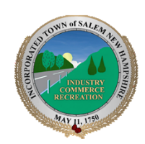 INCORPORATED TOWN of SALEM NEW HAMPSHIRE
INDUSTRY
COMMERCE
RECREATION
MAY 11, 1750